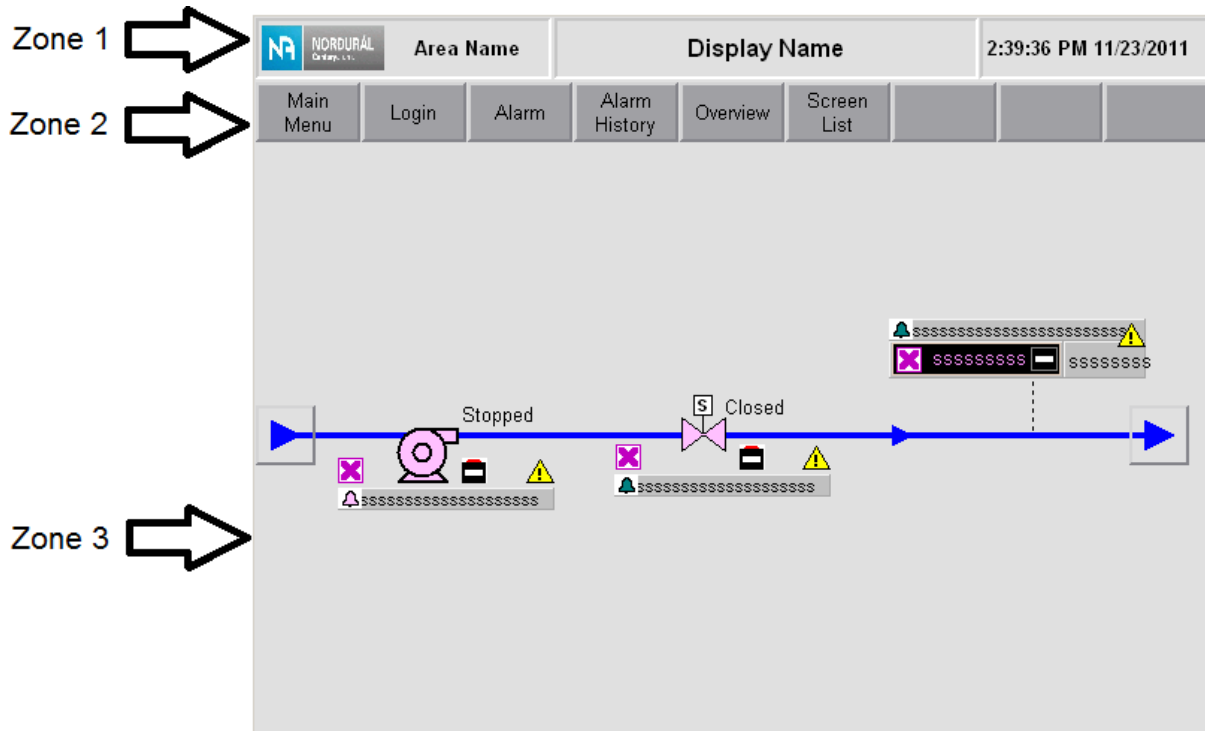 Zone 1
NORDURÁL
Area Name
Display Name
2:39:36 PM 11/23/2011
Zone 2
Main
Menu
Login
Alarm
Alarm
History
Overview
Screen
List
ssssssssssssssssssssssss
sssssssss
ssssssss
Stopped
S
Closed
ssssssssssssssssssss
ssssssssssssssssssss
Zone 3